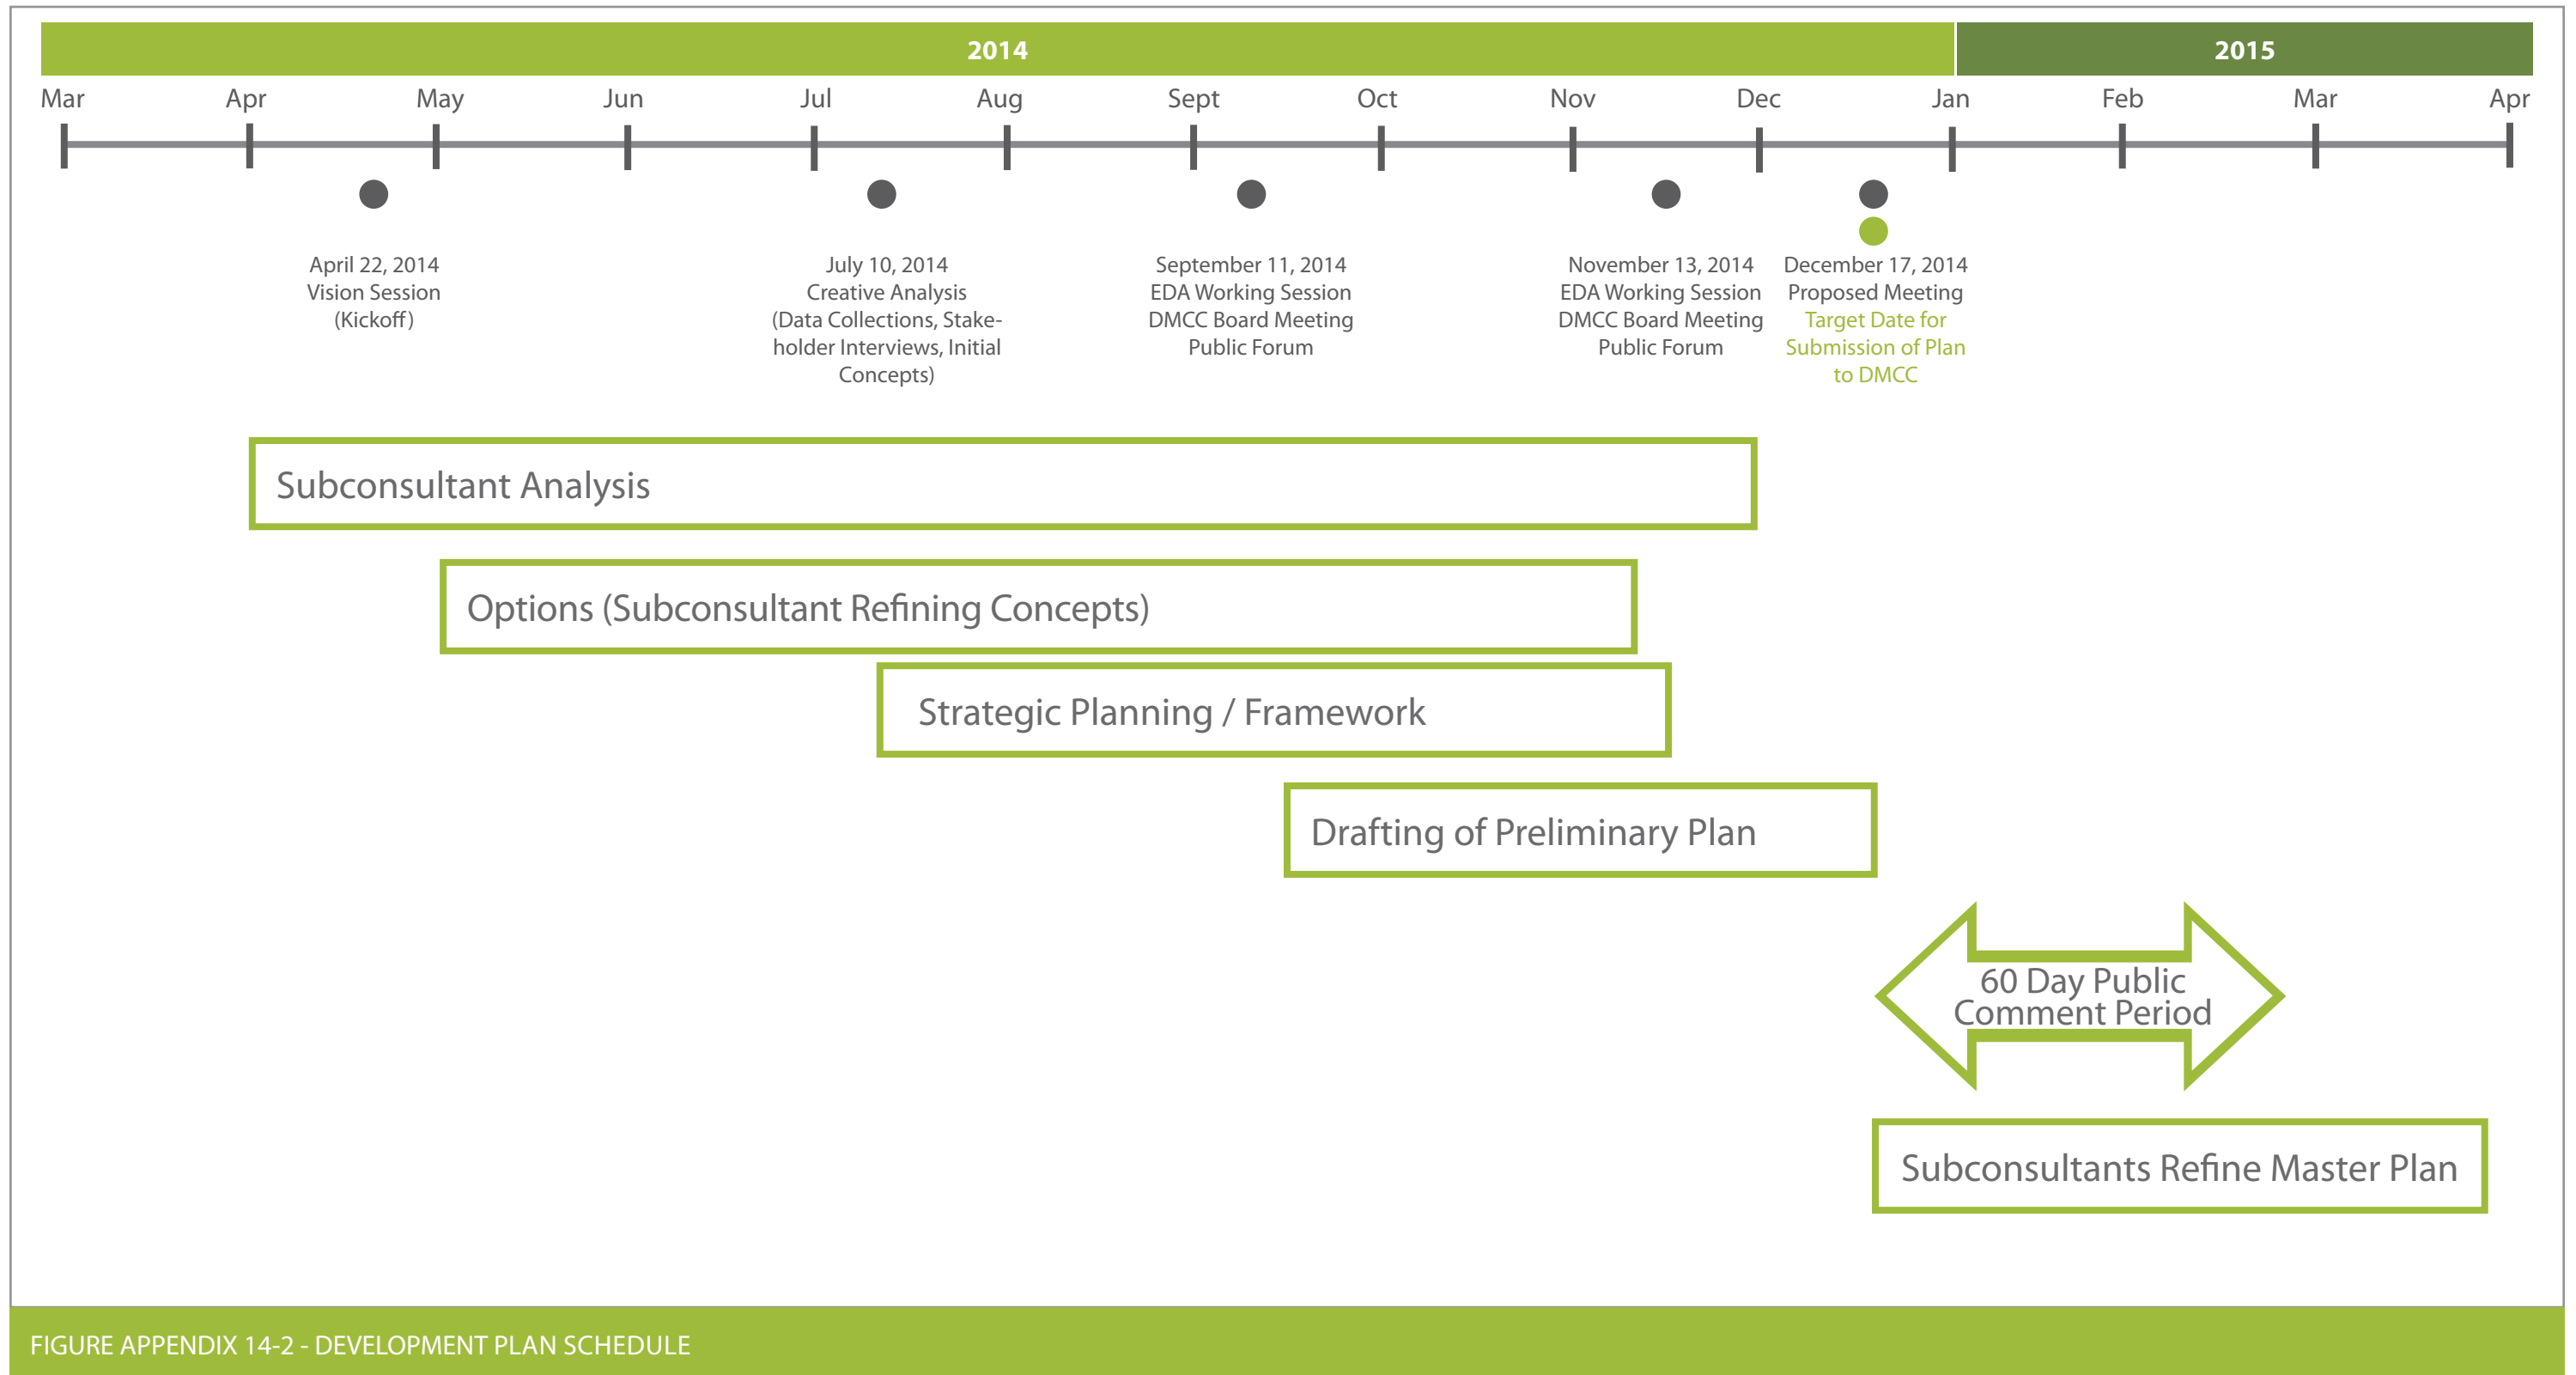 2014
2015
Mar Apr May Jun Jul Aug Sept Oct Nov Dec Jan Feb Mar Apr
April 22, 2014
Vision Session
(Kickoff)
July 10, 2014
Creative Analysis
(Data Collections, Stake-
holder Interviews, Initial
Concepts)
September 11, 2014
EDA Working Session
DMCC Board Meeting
Public Forum
November 13, 2014
EDA Working Session
DMCC Board Meeting
Public Forum
December 17, 2014
Proposed Meeting
Target Date for
Submission of Plan
to DMCC
Subconsultant Analysis
Options (Subconsultant Refining Concepts)
Strategic Planning / Framework
Drafting of Preliminary Plan
60 Day Public
Comment Period
Subconsultants Refine Master Plan
FIGURE APPENDIX 14-2 - DEVELOPMENT PLAN SCHEDULE